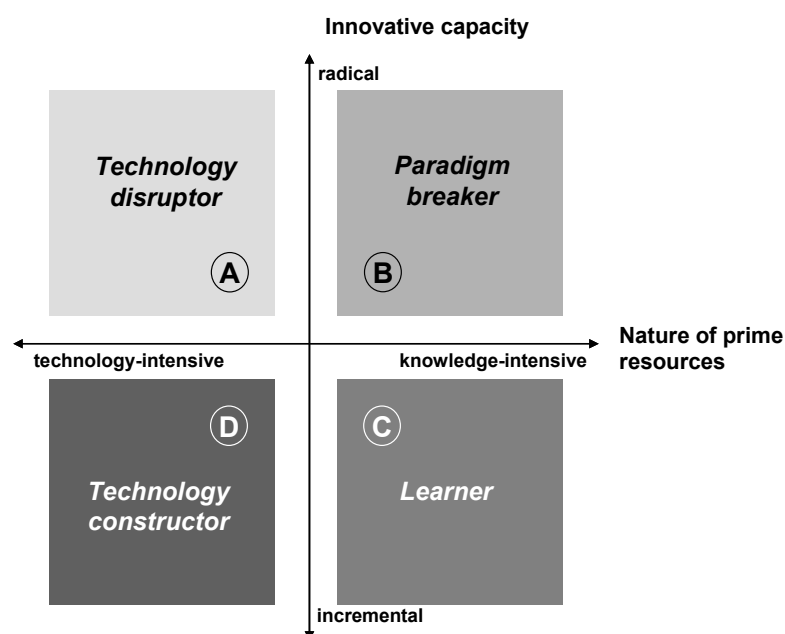 Innovative capacity
radical
Technology
disruptor
Paradigm
breaker
A
B
Nature of prime
resources
technology-intensive
knowledge-intensive
D
C
Technology
constructor
Learner
incremental